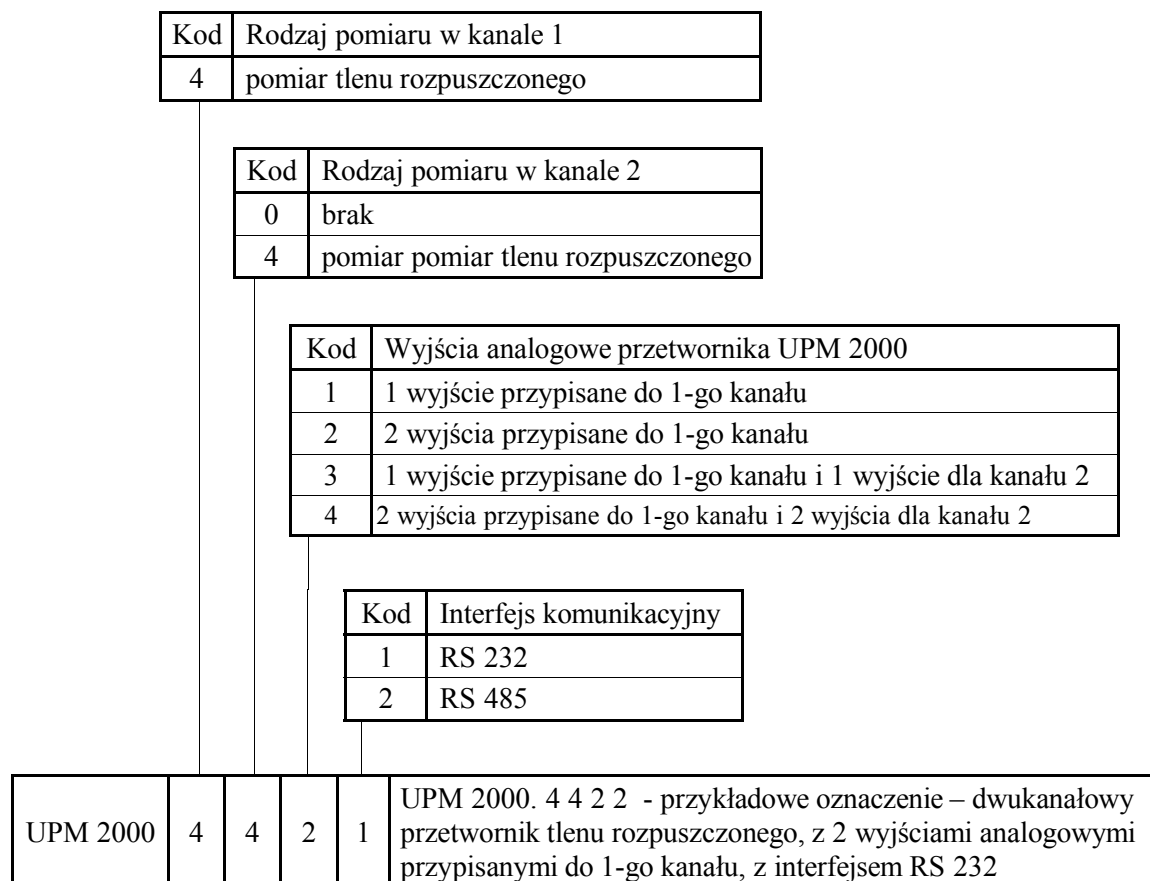 Kod Rodzaj pomiaru w kanale 1
4 pomiar tlenu rozpuszczonego
Kod Rodzaj pomiaru w kanale 2
0 brak
4 pomiar pomiar tlenu rozpuszczonego
Kod Wyjścia analogowe przetwornika UPM 2000
1 1 wyjście przypisane do 1-go kanału
2 2 wyjścia przypisane do 1-go kanału
3 1 wyjście przypisane do 1-go kanału i 1 wyjście dla kanału 2
4 2 wyjścia przypisane do 1-go kanału i 2 wyjścia dla kanału 2
Kod Interfejs komunikacyjny
1 RS 232
2 RS 485
UPM 2000 4 4 2 1
UPM 2000. 4 4 2 2 - przykładowe oznaczenie – dwukanałowy
przetwornik tlenu rozpuszczonego, z 2 wyjściami analogowymi
przypisanymi do 1-go kanału, z interfejsem RS 232